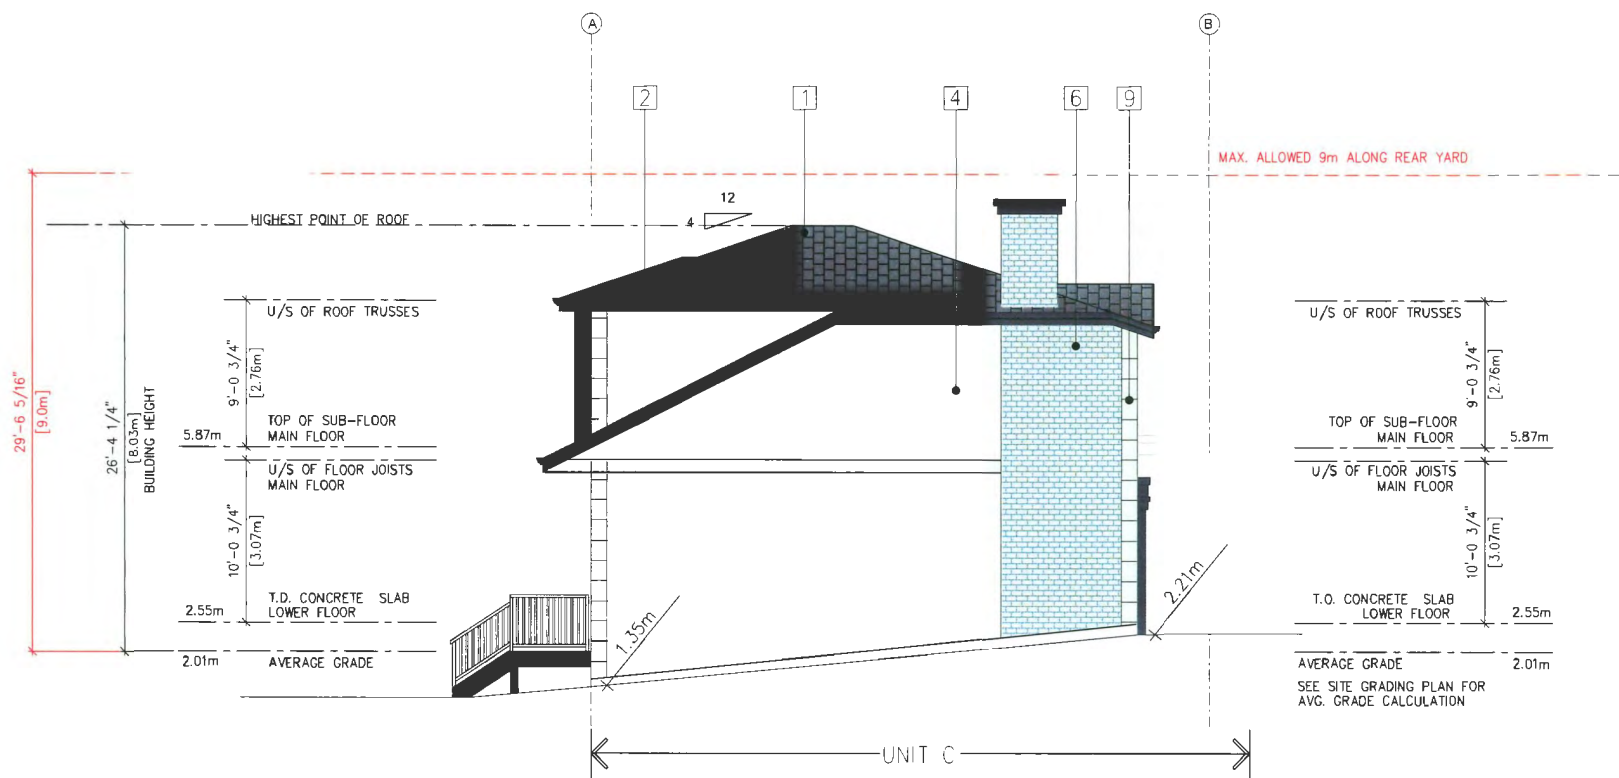 A
B
2
1
4
6
9
MAX. ALLOWED 9m ALONG REAR YARD
12
4
HIGHEST POINT OF ROOF
U/S OF ROOF TRUSSES
U/S OF ROOF TRUSSES
29'-6 5/16"
[9.0m]
26'-4 1/4"
[8.03m]
BUILDING HEIGHT
9'-0 3/4"
[2.76m]
9'-0 3/4"
[2.76m]
TOP OF SUB-FLOOR
MAIN FLOOR
5.87m
TOP OF SUB-FLOOR
MAIN FLOOR
5.87m
U/S OF FLOOR JOISTS
MAIN FLOOR
U/S OF FLOOR JOISTS
MAIN FLOOR
10'-0 3/4"
[3.07m]
10'-0 3/4"
[3.07m]
T.O. CONCRETE SLAB
LOWER FLOOR
2.55m
T.O. CONCRETE SLAB
LOWER FLOOR
2.55m
1.35m
2.21m
2.01m
AVERAGE GRADE
AVERAGE GRADE
2.01m
SEE SITE GRADING PLAN FOR
AVG. GRADE CALCULATION
UNIT C